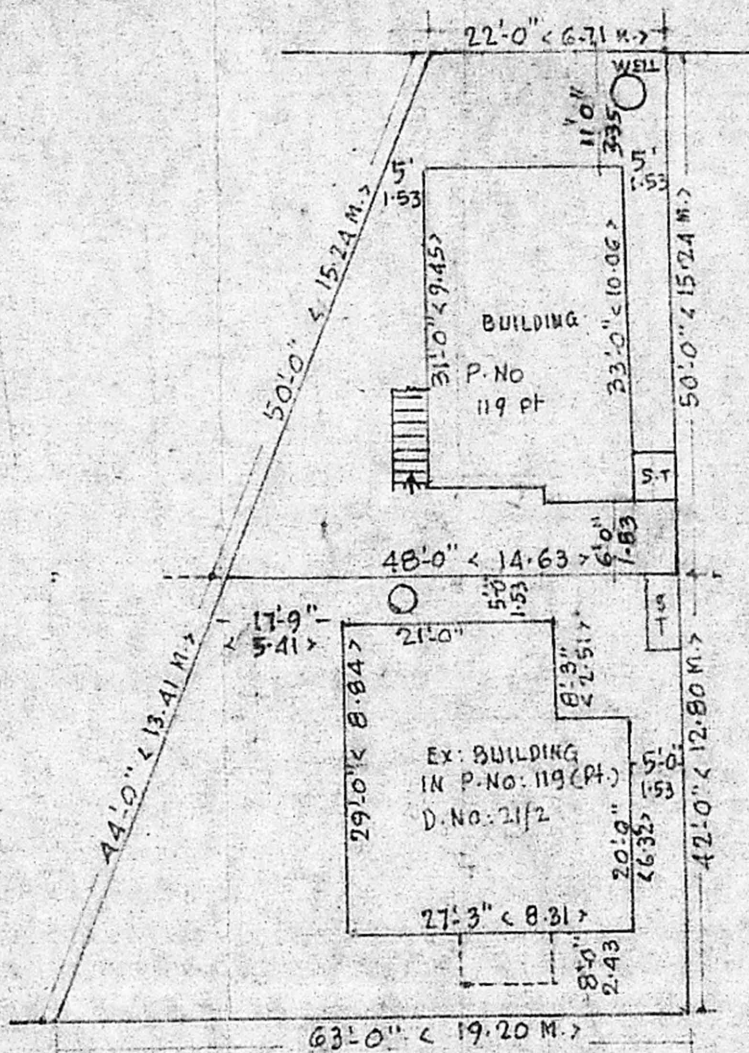 22'-0" < 6.71 M.>
WELL
11'0"
3.35
5'
1.53
5'
1.53
50'-0" < 15.24 M.>
31'-0" < 9.45>
BUILDING
P.NO
119 Pt
33'-0" < 10.06>
50'-0" < 15.24 M.>
S.T
48'-0" < 14.63 >
6'0"
1.83
5'0"
1.53
S.T
17'-9"
5.41 >
21'-0"
8'-3"
< 2.51>
44'-0" < 13.41 M.>
29'-0" < 8.84>
EX: BUILDING
IN P.NO: 119 (Pt.)
D.NO: 21/2
5'-0"
1.53
20'-9"
<6.32>
42'-0" < 12.80 M.>
27'-3" < 8.31 >
8'-0"
2.43
63'-0" < 19.20 M.>